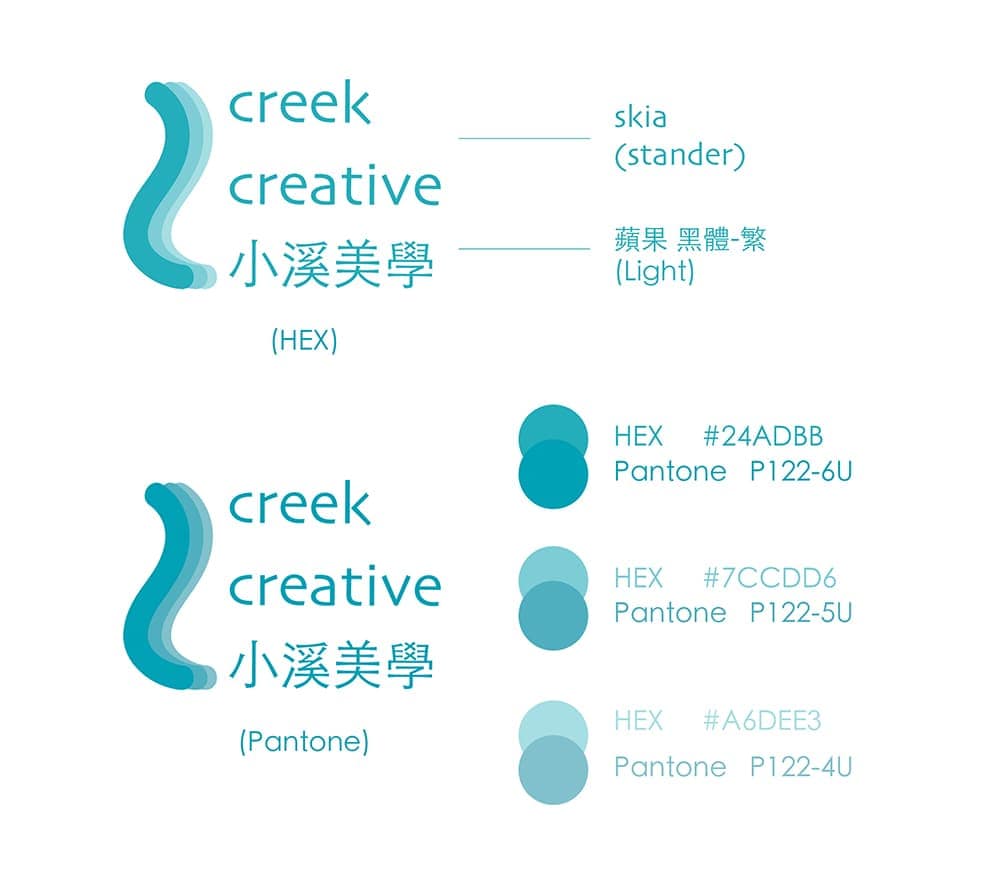 creek
creative
小溪美學
(HEX)
skia
(stander)
蘋果 黑體-繁
(Light)
HEX #24ADBB
Pantone P122-6U
creek
creative
小溪美學
(Pantone)
HEX #7CCDD6
Pantone P122-5U
HEX #A6DEE3
Pantone P122-4U